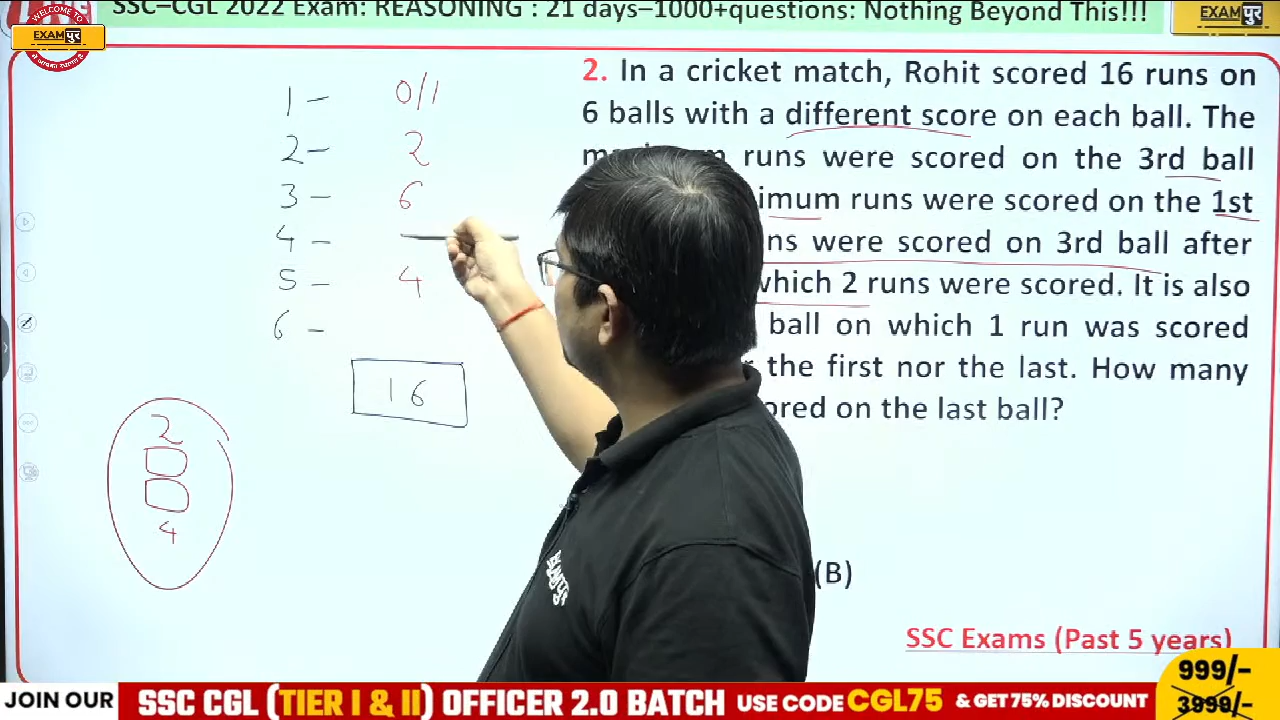 SSC–CGL 2022 Exam: REASONING : 21 days–1000+questions: Nothing Beyond This!!!
WELCOME TO
EXAMपुर
EXAMपुर
2. In a cricket match, Rohit scored 16 runs on
6 balls with a different score on each ball. The
runs were scored on the 3rd ball
imum runs were scored on the 1st
ns were scored on 3rd ball after
which 2 runs were scored. It is also
ball on which 1 run was scored
the first nor the last. How many
ored on the last ball?
(B)
SSC Exams (Past 5 years)
1 – 0/1
2 – 2
3 – 6
4 –
5 – 4
6 –
16
2
4
JOIN OUR SSC CGL (TIER I & II) OFFICER 2.0 BATCH USE CODE CGL75 & GET 75% DISCOUNT
999/-
3999/-